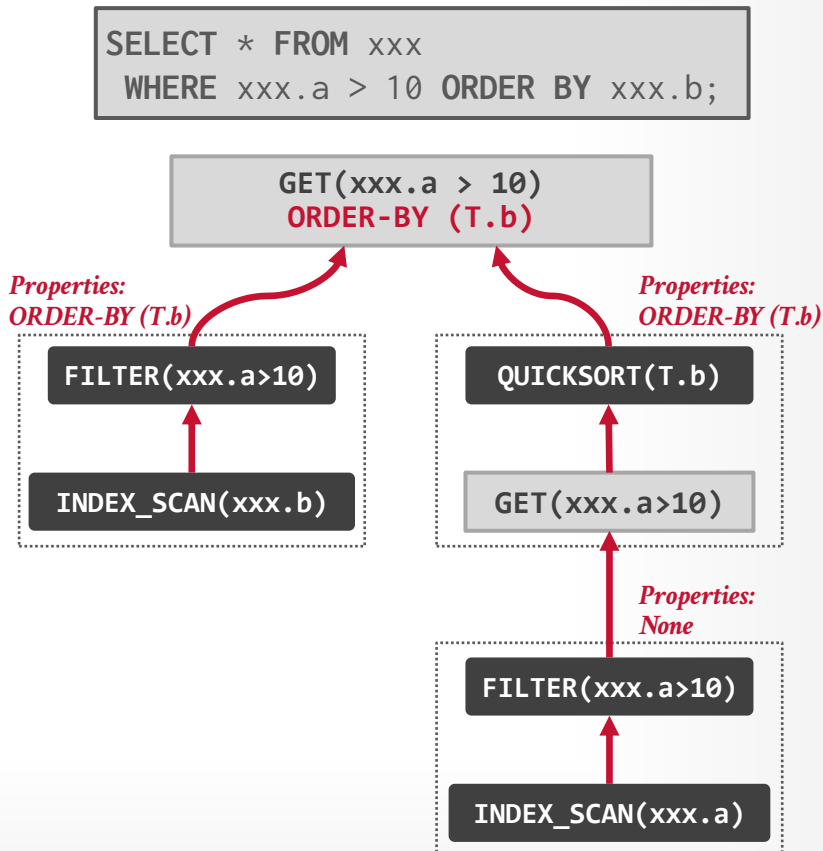 SELECT * FROM xxx
WHERE xxx.a > 10 ORDER BY xxx.b;
GET(xxx.a > 10)
ORDER-BY (T.b)
Properties:
ORDER-BY (T.b)
FILTER(xxx.a>10)
INDEX_SCAN(xxx.b)
Properties:
ORDER-BY (T.b)
QUICKSORT(T.b)
GET(xxx.a>10)
Properties:
None
FILTER(xxx.a>10)
INDEX_SCAN(xxx.a)